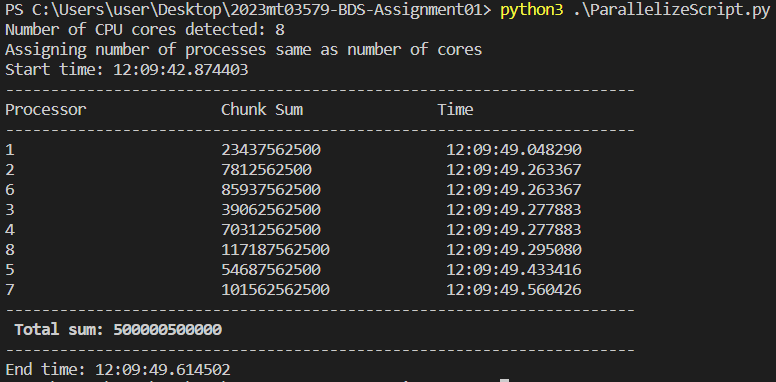 PS C:\Users\user\Desktop\2023mt03579-BDS-Assignment01> python3 .\ParallelizeScript.py
Number of CPU cores detected: 8
Assigning number of processes same as number of cores
Start time: 12:09:42.874403
----------------------------------------------------------------------
Processor Chunk Sum Time
----------------------------------------------------------------------
1 23437562500 12:09:49.048290
2 7812562500 12:09:49.263367
6 85937562500 12:09:49.263367
3 39062562500 12:09:49.277883
4 70312562500 12:09:49.277883
8 117187562500 12:09:49.295080
5 54687562500 12:09:49.433416
7 101562562500 12:09:49.560426
----------------------------------------------------------------------
Total sum: 500000500000
----------------------------------------------------------------------
End time: 12:09:49.614502